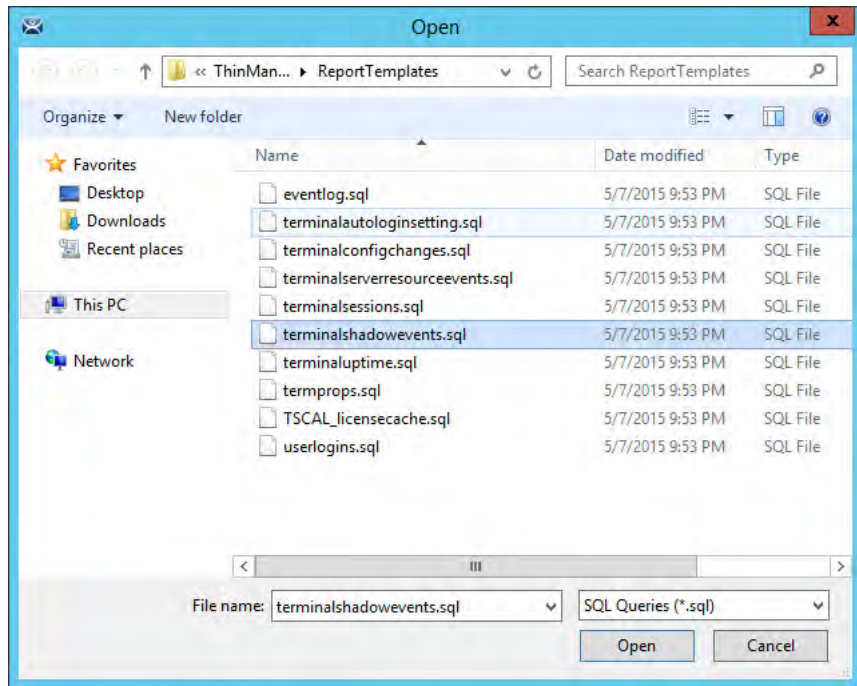 Open
x
« ThinMan... ▸ ReportTemplates
Search ReportTemplates
Organize
New folder
Name
Date modified
Type
Favorites
Desktop
Downloads
Recent places
This PC
Network
eventlog.sql 5/7/2015 9:53 PM SQL File
terminalautologinsetting.sql 5/7/2015 9:53 PM SQL File
terminalconfigchanges.sql 5/7/2015 9:53 PM SQL File
terminalserverresourceevents.sql 5/7/2015 9:53 PM SQL File
terminalsessions.sql 5/7/2015 9:53 PM SQL File
terminalshadowevents.sql 5/7/2015 9:53 PM SQL File
terminaluptime.sql 5/7/2015 9:53 PM SQL File
termprops.sql 5/7/2015 9:53 PM SQL File
TSCAL_licensecache.sql 5/7/2015 9:53 PM SQL File
userlogins.sql 5/7/2015 9:53 PM SQL File
File name: terminalshadowevents.sql
SQL Queries (*.sql)
Open
Cancel